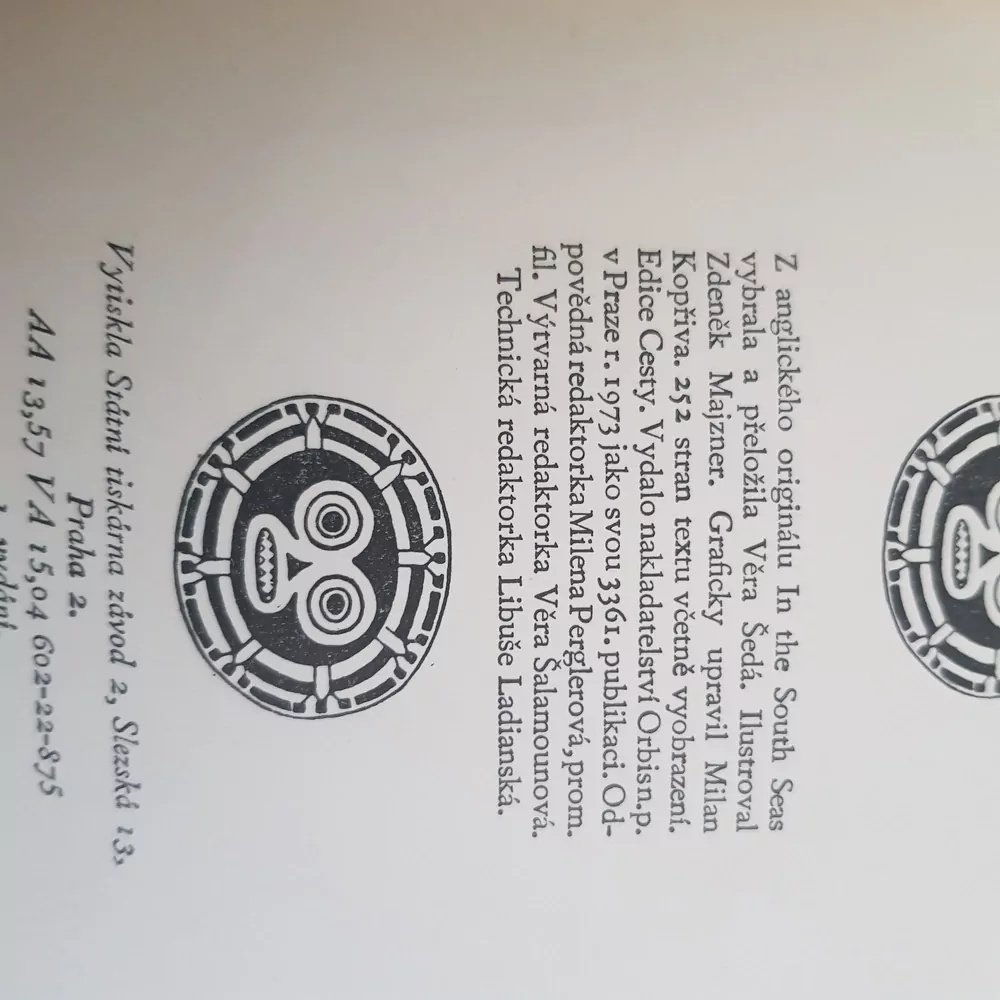 Z anglického originálu In the South Seas
vybrala a přeložila Věra Šedá. Ilustroval
Zdeněk Majzner. Graficky upravil Milan
Kopřiva. 252 stran textu včetně vyobrazení.
Edice Cesty. Vydalo nakladatelství Orbis n.p.
v Praze r. 1973 jako svou 3361. publikaci. Od-
povědná redaktorka Milena Perglerová, prom.
fil. Výtvarná redaktorka Věra Šalamounová.
Technická redaktorka Libuše Ladianská.
Vytiskla Státní tiskárna závod 2, Slezská 13,
Praha 2.
AA 13,57 VA 15,04 602-22-875
vydání